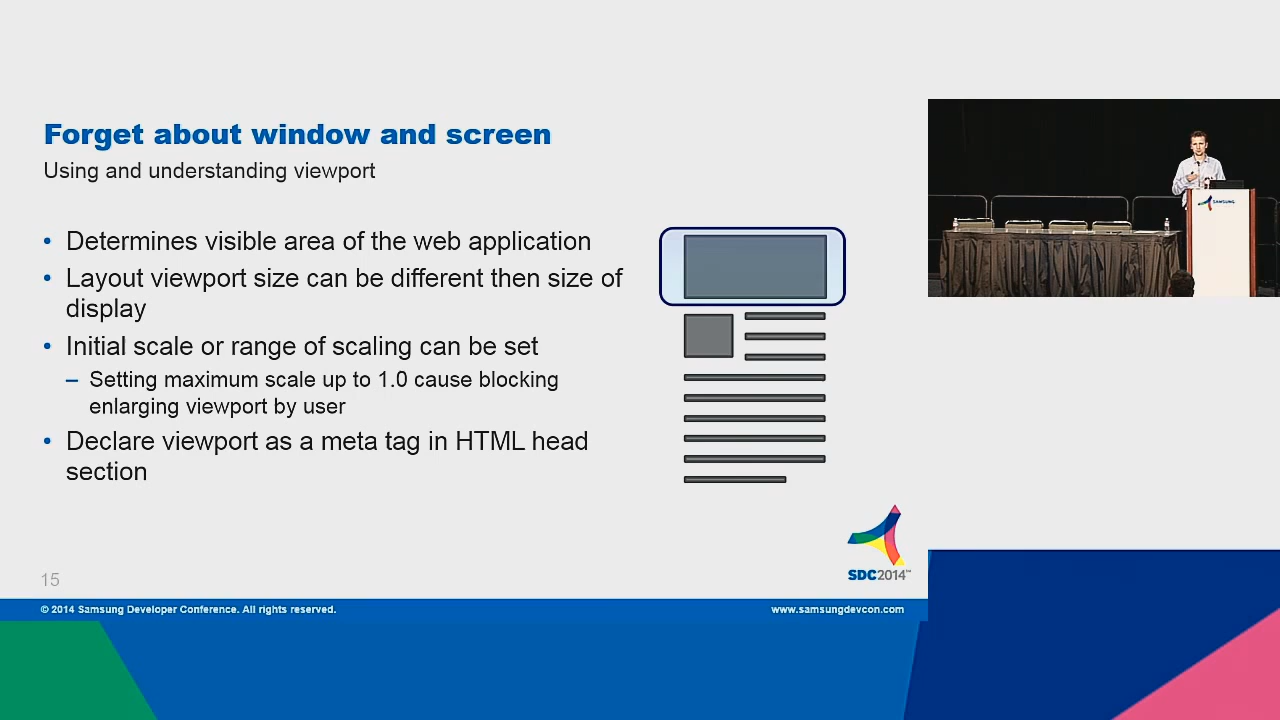 Forget about window and screen
Using and understanding viewport
• Determines visible area of the web application
• Layout viewport size can be different then size of
display
• Initial scale or range of scaling can be set
– Setting maximum scale up to 1.0 cause blocking
enlarging viewport by user
• Declare viewport as a meta tag in HTML head
section
SAMSUNG
SDC2014™
15
© 2014 Samsung Developer Conference. All rights reserved.
www.samsungdevcon.com